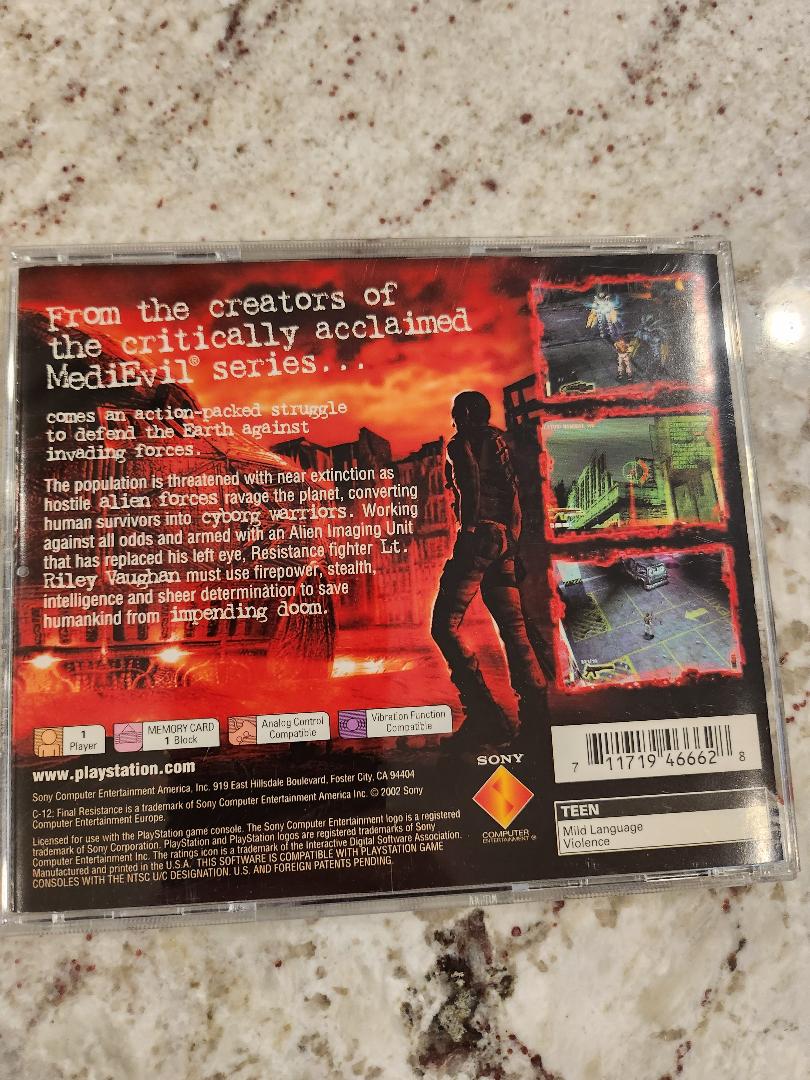 From the creators of
the critically acclaimed
MediEvil® series...
comes an action-packed struggle
to defend the Earth against
invading forces.
The population is threatened with near extinction as
hostile alien forces ravage the planet, converting
human survivors into cyborg warriors. Working
against all odds and armed with an Alien Imaging Unit
that has replaced his left eye, Resistance fighter Lt.
Riley Vaughan must use firepower, stealth,
intelligence and sheer determination to save
humankind from impending doom.
1
Player
MEMORY CARD
1 Block
Analog Control
Compatible
Vibration Function
Compatible
www.playstation.com
Sony Computer Entertainment America, Inc. 919 East Hillsdale Boulevard, Foster City, CA 94404
C-12: Final Resistance is a trademark of Sony Computer Entertainment America Inc. © 2002 Sony
Computer Entertainment Europe.
Licensed for use with the PlayStation game console. The Sony Computer Entertainment logo is a registered
trademark of Sony Corporation. PlayStation and PlayStation logos are registered trademarks of Sony
Computer Entertainment Inc. The ratings icon is a trademark of the Interactive Digital Software Association.
Manufactured and printed in the U.S.A. THIS SOFTWARE IS COMPATIBLE WITH PLAYSTATION GAME
CONSOLES WITH THE NTSC U/C DESIGNATION. U.S. AND FOREIGN PATENTS PENDING.
SONY
COMPUTER
ENTERTAINMENT®
7 11719 46662 8
TEEN
Mild Language
Violence